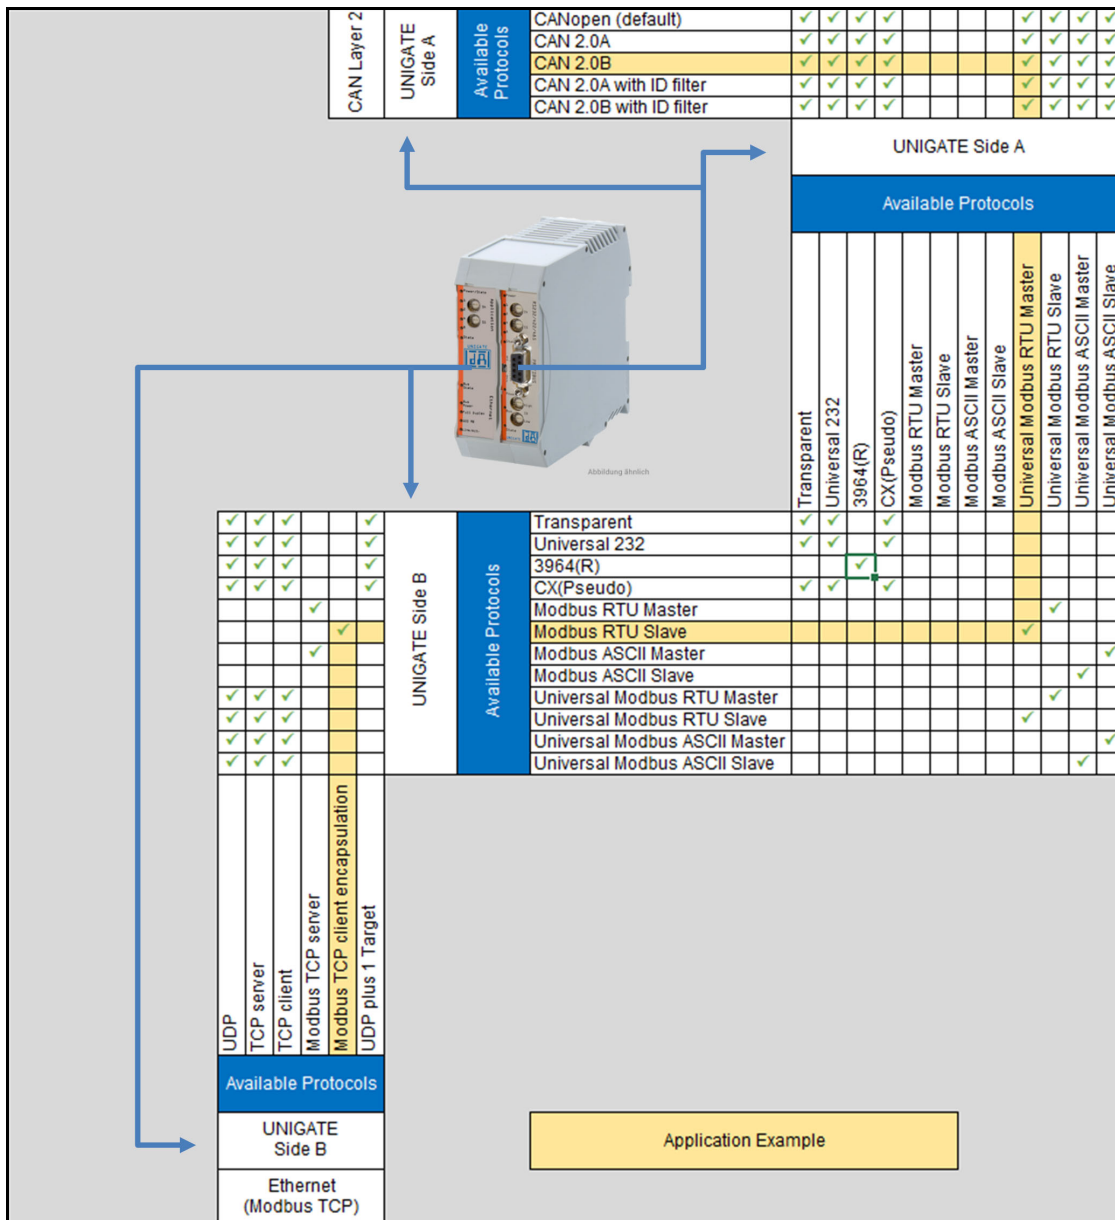 CAN Layer 2
UNIGATE
Side A
Available
Protocols
CANopen (default)
CAN 2.0A
CAN 2.0B
CAN 2.0A with ID filter
CAN 2.0B with ID filter
UNIGATE Side A
Available Protocols
Transparent
Universal 232
3964(R)
CX(Pseudo)
Modbus RTU Master
Modbus RTU Slave
Modbus ASCII Master
Modbus ASCII Slave
Universal Modbus RTU Master
Universal Modbus RTU Slave
Universal Modbus ASCII Master
Universal Modbus ASCII Slave
UNIGATE
Abbildung ähnlich
UNIGATE Side B
Available Protocols
Transparent
Universal 232
3964(R)
CX(Pseudo)
Modbus RTU Master
Modbus RTU Slave
Modbus ASCII Master
Modbus ASCII Slave
Universal Modbus RTU Master
Universal Modbus RTU Slave
Universal Modbus ASCII Master
Universal Modbus ASCII Slave
UDP
TCP server
TCP client
Modbus TCP server
Modbus TCP client encapsulation
UDP plus 1 Target
Available Protocols
UNIGATE
Side B
Ethernet
(Modbus TCP)
Application Example